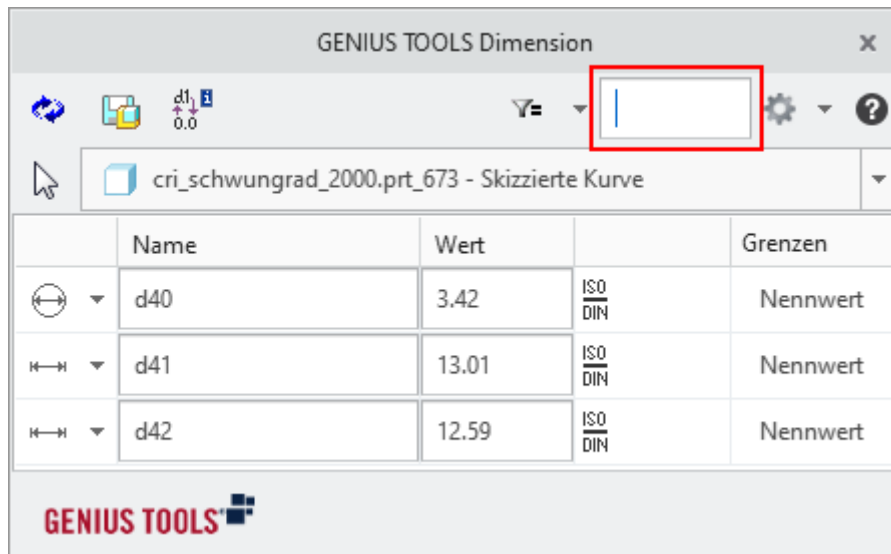 GENIUS TOOLS Dimension
d1 i
0.0
cri_schwungrad_2000.prt_673 - Skizzierte Kurve
Name Wert Grenzen
d40 3.42 ISO DIN Nennwert
d41 13.01 ISO DIN Nennwert
d42 12.59 ISO DIN Nennwert
GENIUS TOOLS